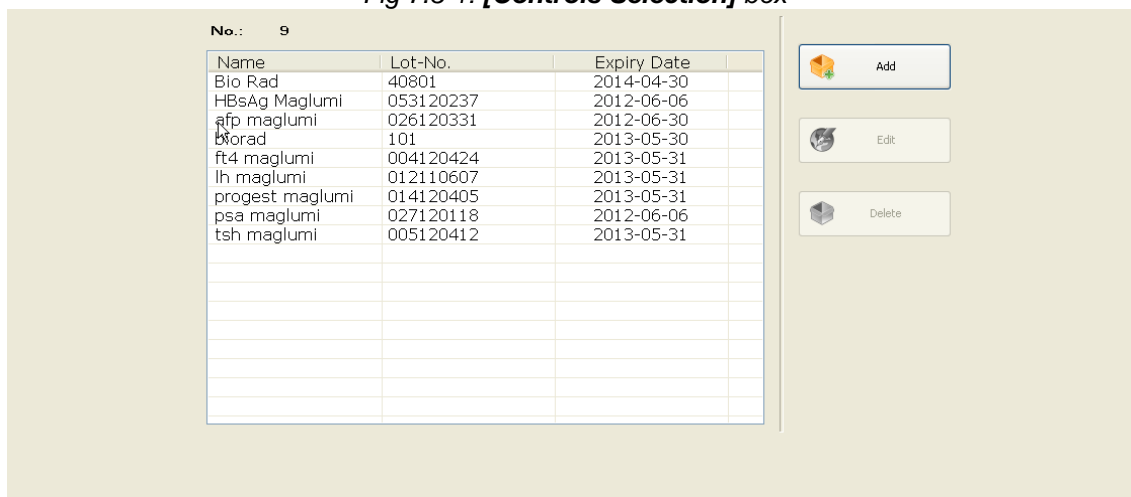 Fig 7.3-1: [Controls Selection] box
No.: 9
Name Lot-No. Expiry Date
Bio Rad 40801 2014-04-30
HBsAg Maglumi 053120237 2012-06-06
afp maglumi 026120331 2012-06-30
biorad 101 2013-05-30
ft4 maglumi 004120424 2013-05-31
lh maglumi 012110607 2013-05-31
progest maglumi 014120405 2013-05-31
psa maglumi 027120118 2012-06-06
tsh maglumi 005120412 2013-05-31
Add
Edit
Delete